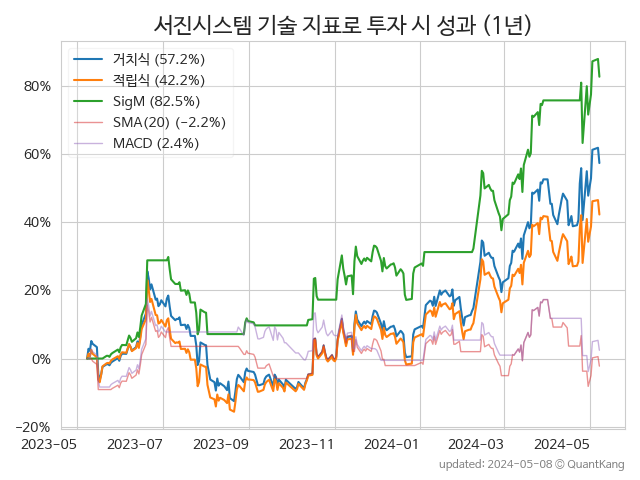 서진시스템 기술 지표로 투자 시 성과 (1년)
거치식 (57.2%)
적립식 (42.2%)
SigM (82.5%)
SMA(20) (−2.2%)
MACD (2.4%)
80%
60%
40%
20%
0%
−20%
2023-05 2023-07 2023-09 2023-11 2024-01 2024-03 2024-05
updated: 2024-05-08 © QuantKang